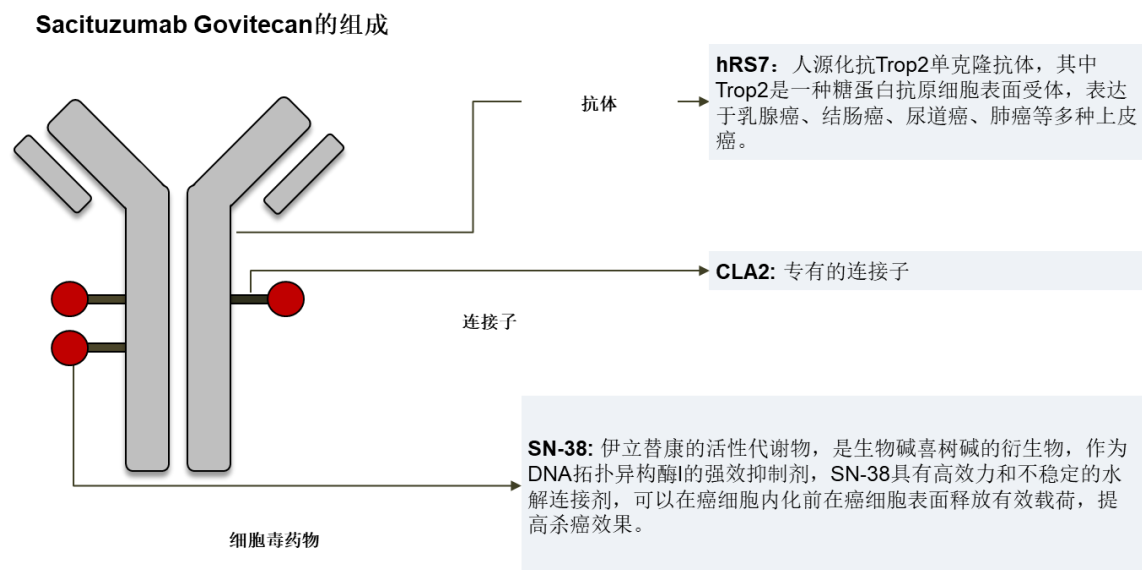 Sacituzumab Govitecan的组成
抗体
hRS7：人源化抗Trop2单克隆抗体，其中
Trop2是一种糖蛋白抗原细胞表面受体，表达
于乳腺癌、结肠癌、尿道癌、肺癌等多种上皮
癌。
CLA2: 专有的连接子
连接子
SN-38: 伊立替康的活性代谢物，是生物碱喜树碱的衍生物，作为
DNA拓扑异构酶I的强效抑制剂，SN-38具有高效力和不稳定的水
解连接剂，可以在癌细胞内化前在癌细胞表面释放有效载荷，提
高杀癌效果。
细胞毒药物